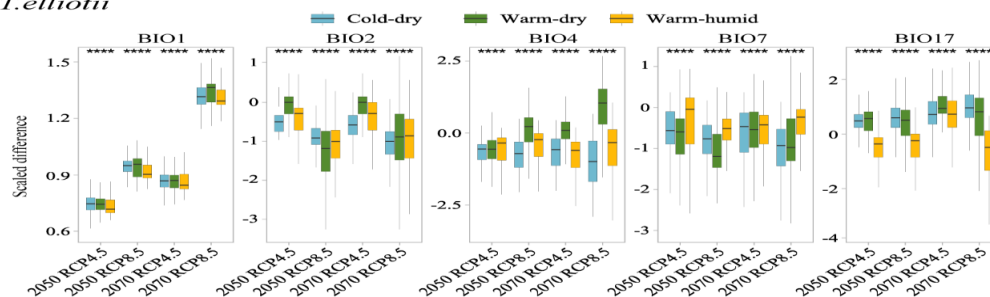 T.elliotii
Cold-dry Warm-dry Warm-humid
BIO1 BIO2 BIO4 BIO7 BIO17
**** **** **** **** **** **** **** **** **** **** **** **** **** **** **** **** **** **** **** ****
Scaled difference
1.5
1.2
0.9
0.6
1
0
-1
-2
-3
2.5
0.0
-2.5
1
0
-1
-2
-3
2
0
-2
-4
2050 RCP4.5 2050 RCP8.5 2070 RCP4.5 2070 RCP8.5
2050 RCP4.5 2050 RCP8.5 2070 RCP4.5 2070 RCP8.5
2050 RCP4.5 2050 RCP8.5 2070 RCP4.5 2070 RCP8.5
2050 RCP4.5 2050 RCP8.5 2070 RCP4.5 2070 RCP8.5
2050 RCP4.5 2050 RCP8.5 2070 RCP4.5 2070 RCP8.5